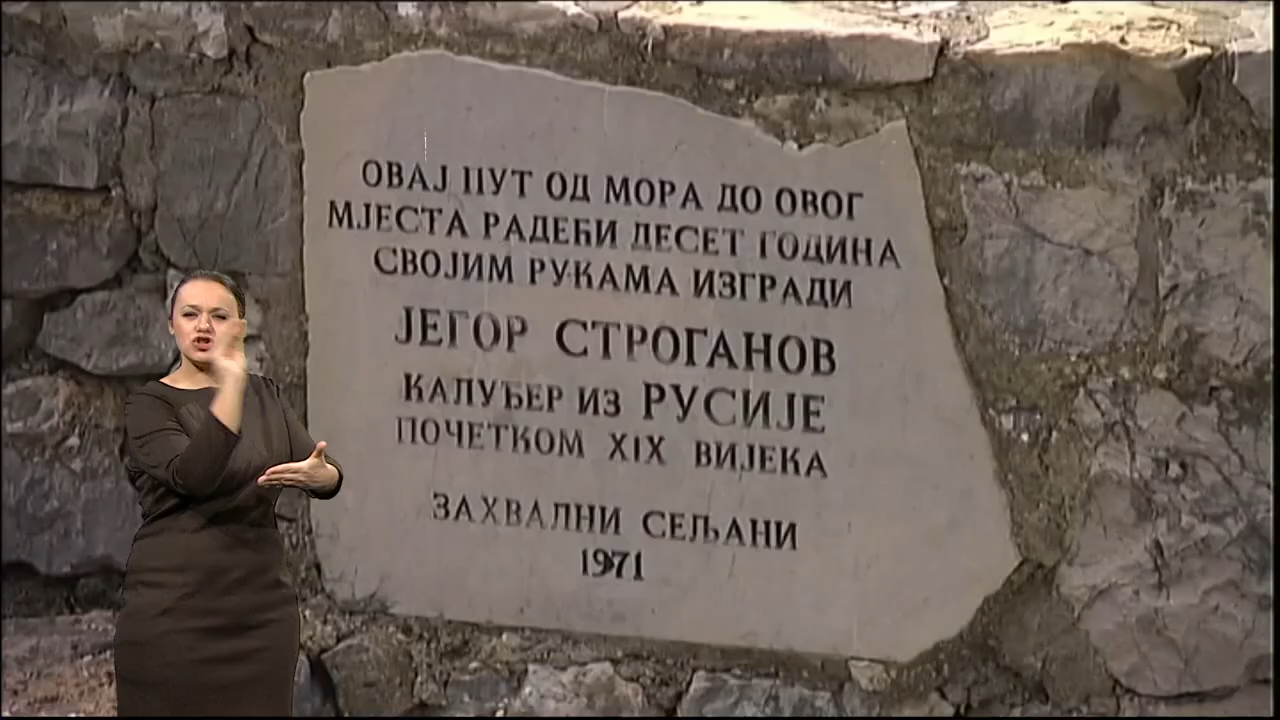 ОВАЈ ПУТ ОД МОРА ДО ОВОГ
МЈЕСТА РАДЕЋИ ДЕСЕТ ГОДИНА
СВОЈИМ РУКАМА ИЗГРАДИ
ЈЕГОР СТРОГАНОВ
КАЛУЂЕР ИЗ РУСИЈЕ
ПОЧЕТКОМ XIX ВИЈЕКА
ЗАХВАЛНИ СЕЉАНИ
1971